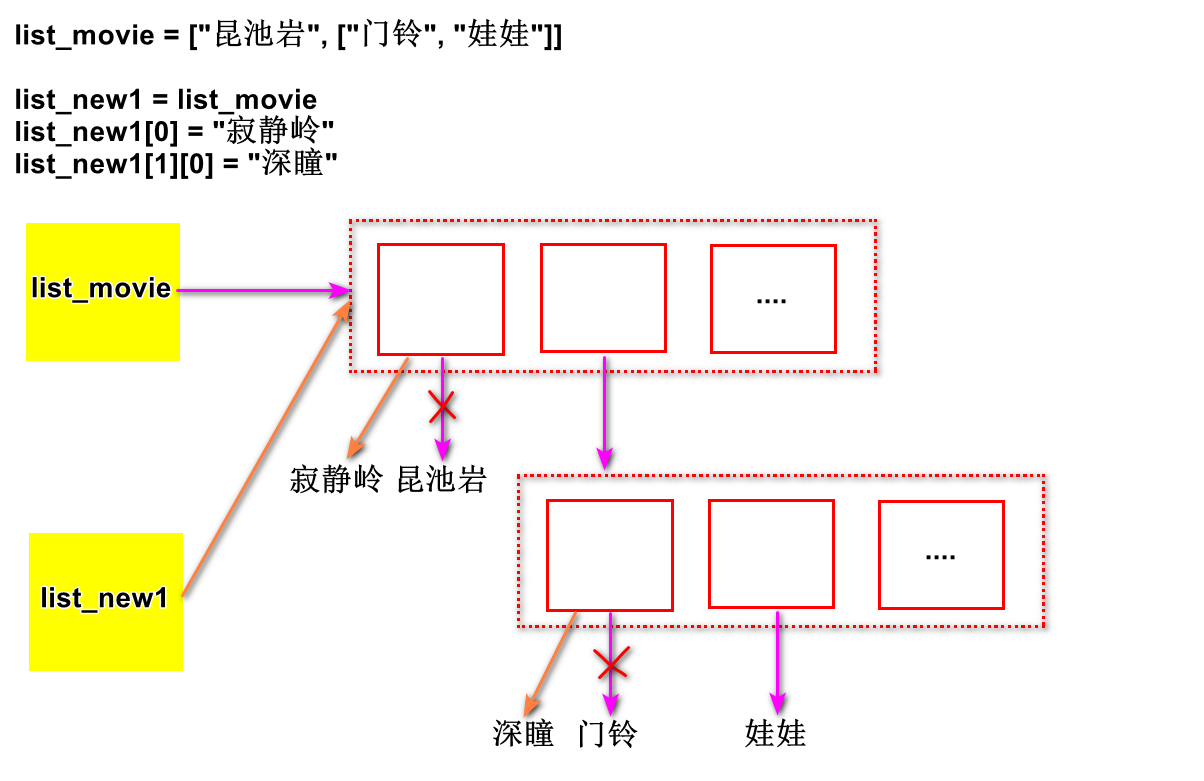 list_movie = ["昆池岩", ["门铃", "娃娃"]]
list_new1 = list_movie
list_new1[0] = "寂静岭"
list_new1[1][0] = "深瞳"
list_movie
....
寂静岭 昆池岩
....
list_new1
深瞳 门铃 娃娃